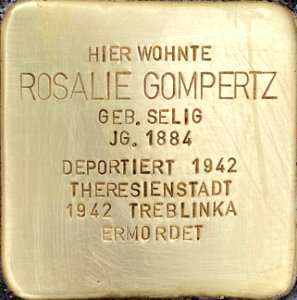 HIER WOHNTE
ROSALIE GOMPERTZ
GEB. SELIG
JG. 1884
DEPORTIERT 1942
THERESIENSTADT
1942 TREBLINKA
ERMORDET